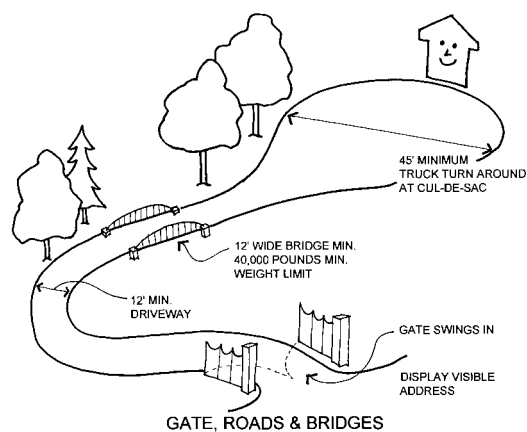 45' MINIMUM
TRUCK TURN AROUND
AT CUL-DE-SAC
12' WIDE BRIDGE MIN.
40,000 POUNDS MIN.
WEIGHT LIMIT
12' MIN.
DRIVEWAY
GATE SWINGS IN
DISPLAY VISIBLE
ADDRESS
GATE, ROADS & BRIDGES